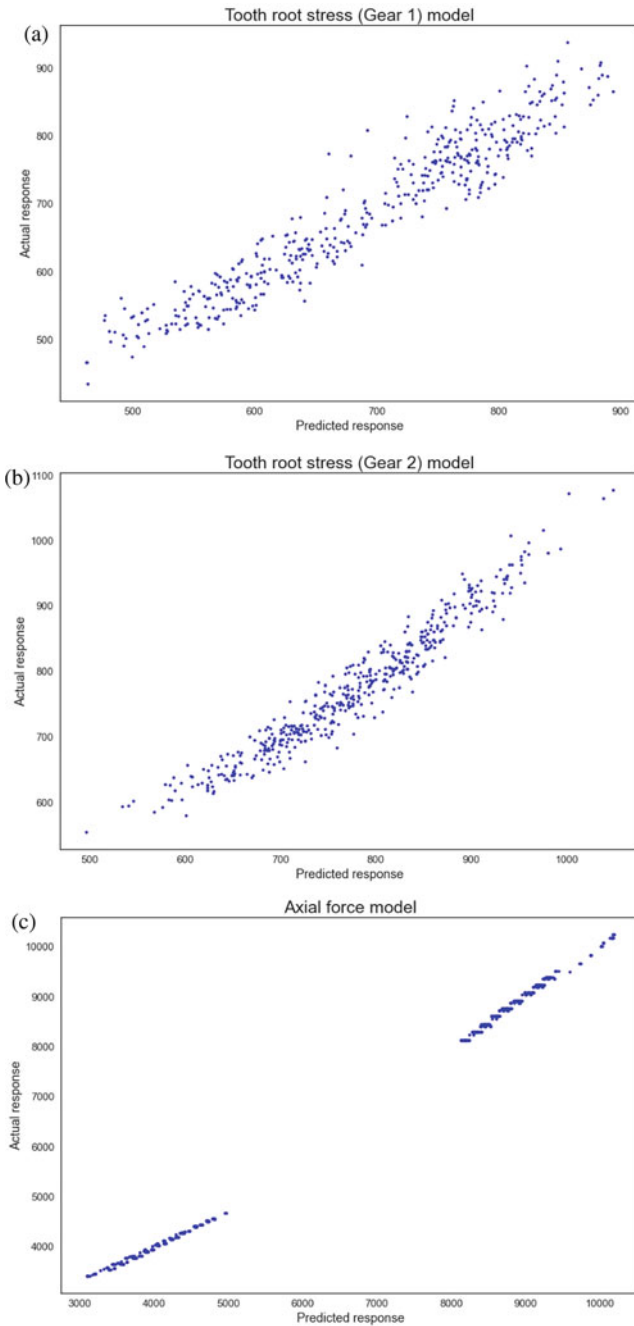 (a)
Tooth root stress (Gear 1) model
900
800
700
600
500
Actual response
500 600 700 800 900
Predicted response
(b)
Tooth root stress (Gear 2) model
1100
1000
900
800
700
600
Actual response
500 600 700 800 900 1000
Predicted response
(c)
Axial force model
10000
9000
8000
7000
6000
5000
4000
Actual response
3000 4000 5000 6000 7000 8000 9000 10000
Predicted response